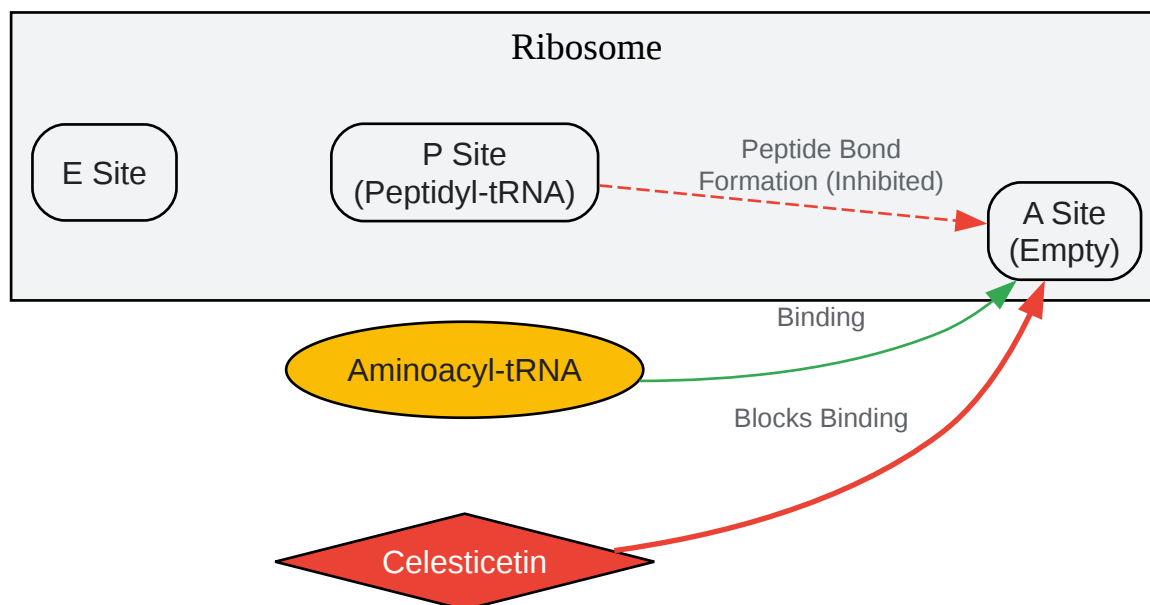 Ribosome
E Site
P Site
(Peptidyl-tRNA)
Peptide Bond
Formation (Inhibited)
A Site
(Empty)
Binding
Aminoacyl-tRNA
Blocks Binding
Celesticetin